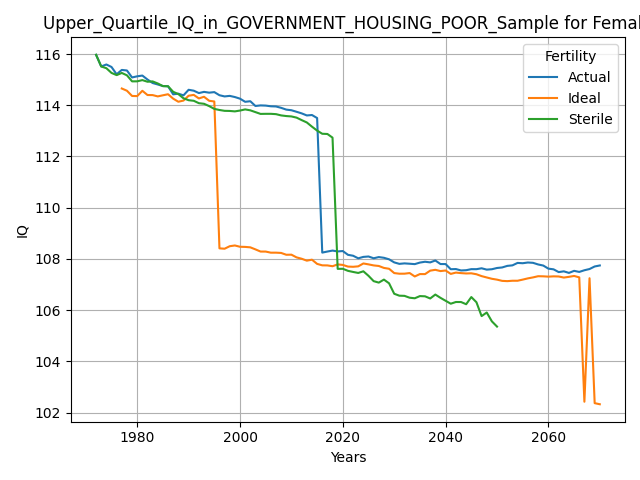 Upper_Quartile_IQ_in_GOVERNMENT_HOUSING_POOR_Sample for Femal
Fertility
Actual
Ideal
Sterile
116
114
112
110
108
106
104
102
IQ
1980 2000 2020 2040 2060
Years